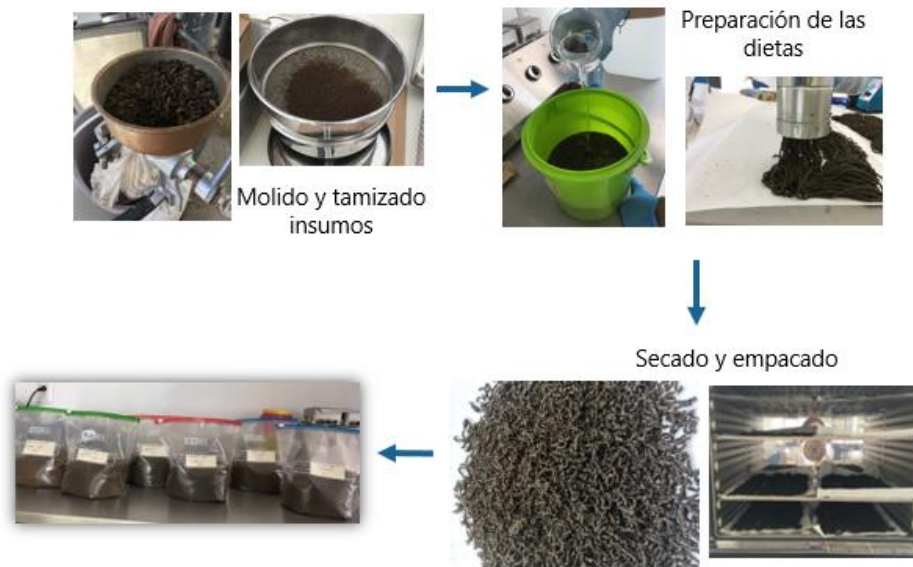 Preparación de las
dietas
Molido y tamizado
insumos
Secado y empacado